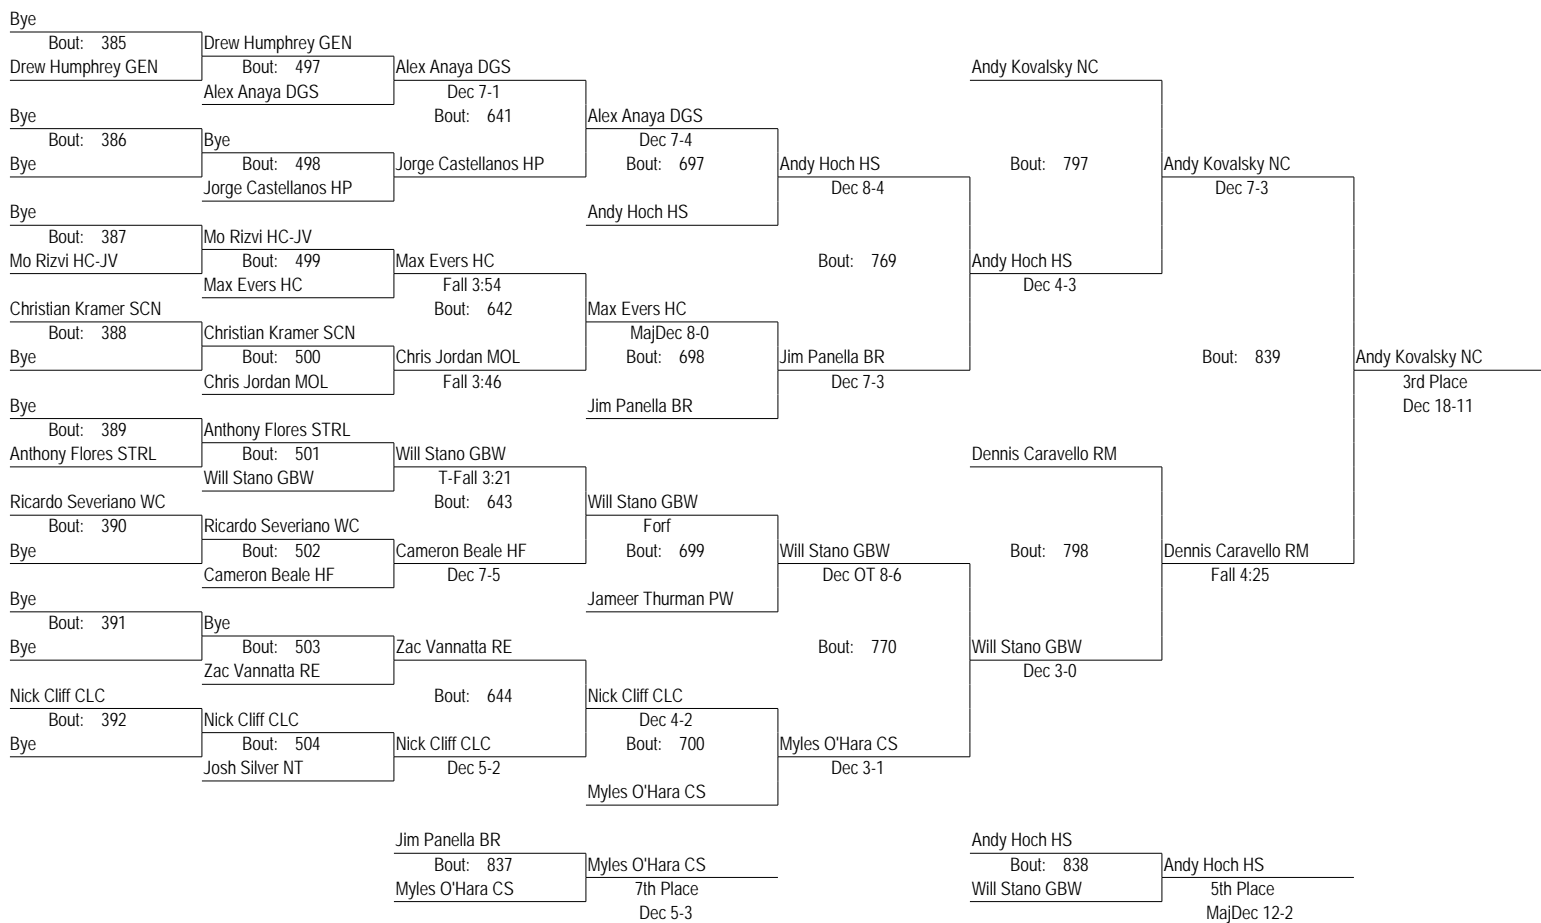 Bye
Bout: 385
Drew Humphrey GEN
Drew Humphrey GEN
Bout: 497
Alex Anaya DGS
Alex Anaya DGS
Dec 7-1
Bout: 641
Bye
Bout: 386
Bye
Bye
Bout: 498
Jorge Castellanos HP
Jorge Castellanos HP
Alex Anaya DGS
Dec 7-4
Bout: 697
Andy Hoch HS
Andy Hoch HS
Dec 8-4
Bye
Bout: 387
Mo Rizvi HC-JV
Mo Rizvi HC-JV
Bout: 499
Max Evers HC
Max Evers HC
Fall 3:54
Bout: 642
Christian Kramer SCN
Bout: 388
Bye
Christian Kramer SCN
Bout: 500
Chris Jordan MOL
Chris Jordan MOL
Fall 3:46
Max Evers HC
MajDec 8-0
Bout: 698
Jim Panella BR
Jim Panella BR
Dec 7-3
Bout: 769
Andy Kovalsky NC
Bout: 797
Andy Hoch HS
Dec 4-3
Andy Kovalsky NC
Dec 7-3
Bye
Bout: 389
Anthony Flores STRL
Anthony Flores STRL
Bout: 501
Will Stano GBW
Will Stano GBW
T-Fall 3:21
Bout: 643
Ricardo Severiano WC
Bout: 390
Bye
Ricardo Severiano WC
Bout: 502
Cameron Beale HF
Cameron Beale HF
Dec 7-5
Will Stano GBW
Forf
Bout: 699
Jameer Thurman PW
Will Stano GBW
Dec OT 8-6
Bye
Bout: 391
Bye
Bye
Bout: 503
Zac Vannatta RE
Zac Vannatta RE
Bout: 644
Nick Cliff CLC
Bout: 392
Bye
Nick Cliff CLC
Bout: 504
Josh Silver NT
Nick Cliff CLC
Dec 5-2
Nick Cliff CLC
Dec 4-2
Bout: 700
Myles O'Hara CS
Myles O'Hara CS
Dec 3-1
Bout: 770
Dennis Caravello RM
Bout: 798
Will Stano GBW
Dec 3-0
Dennis Caravello RM
Fall 4:25
Bout: 839
Andy Kovalsky NC
3rd Place
Dec 18-11
Jim Panella BR
Bout: 837
Myles O'Hara CS
Myles O'Hara CS
7th Place
Dec 5-3
Andy Hoch HS
Bout: 838
Will Stano GBW
Andy Hoch HS
5th Place
MajDec 12-2